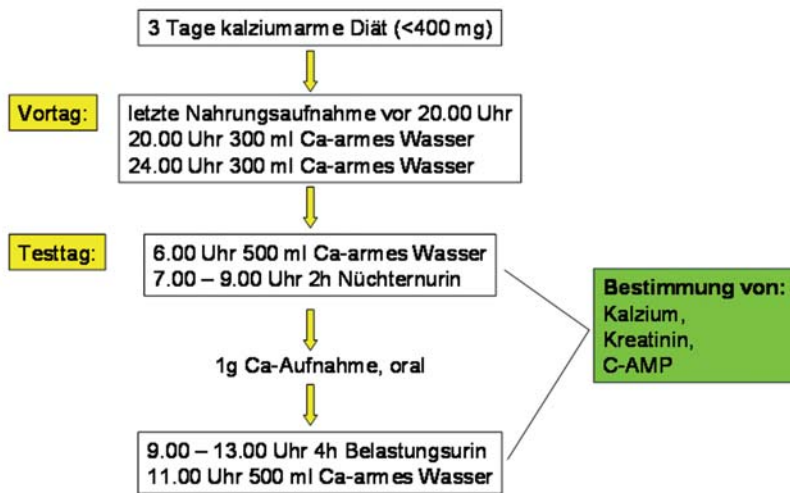 3 Tage kalziumarme Diät (<400 mg)
Vortag:
letzte Nahrungsaufnahme vor 20.00 Uhr
20.00 Uhr 300 ml Ca-armes Wasser
24.00 Uhr 300 ml Ca-armes Wasser
Testtag:
6.00 Uhr 500 ml Ca-armes Wasser
7.00 – 9.00 Uhr 2h Nüchternurin
Bestimmung von:
Kalzium,
Kreatinin,
C-AMP
1g Ca-Aufnahme, oral
9.00 – 13.00 Uhr 4h Belastungsurin
11.00 Uhr 500 ml Ca-armes Wasser